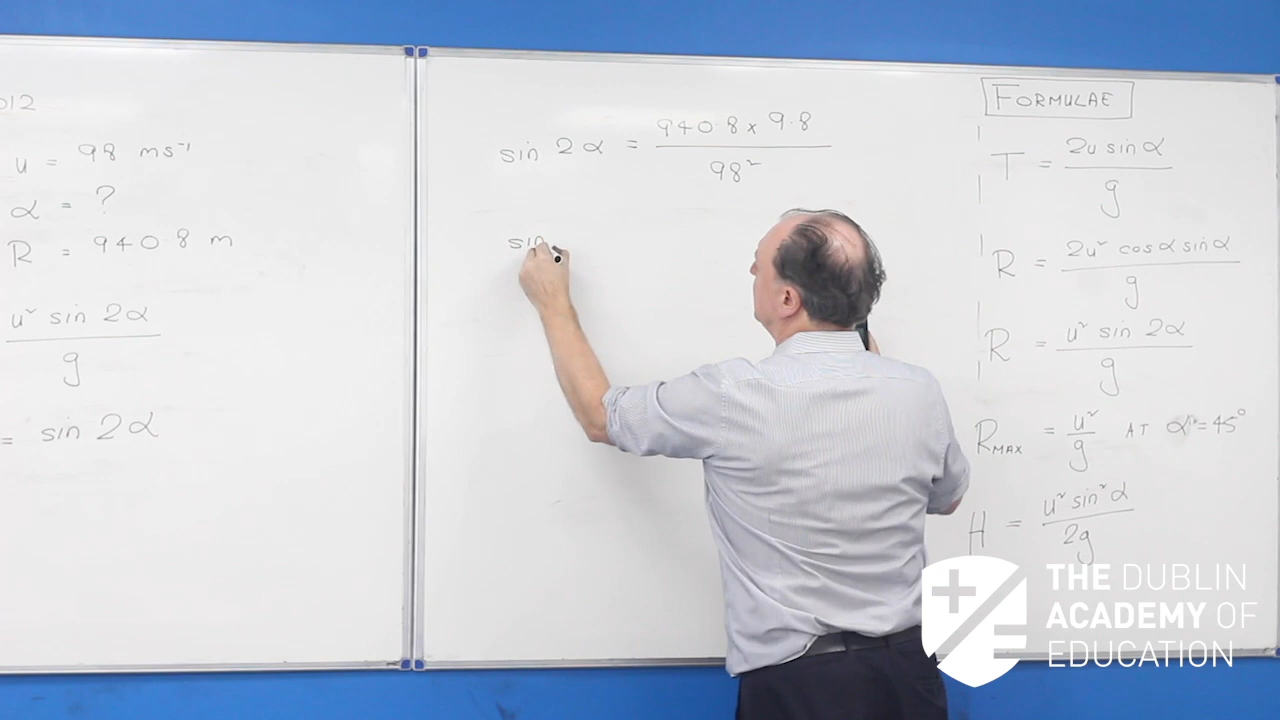 012
u = 98 ms⁻¹
α = ?
R = 940.8 m
u² sin 2α
g
= sin 2α
sin 2α = 940.8 x 9.8
98²
sin
FORMULAE
T = 2u sin α
g
R = 2u² cos α sin α
g
R = u² sin 2α
g
RMAX = u² AT α = 45°
g
H = u² sin² α
2g
THE DUBLIN
ACADEMY OF
EDUCATION